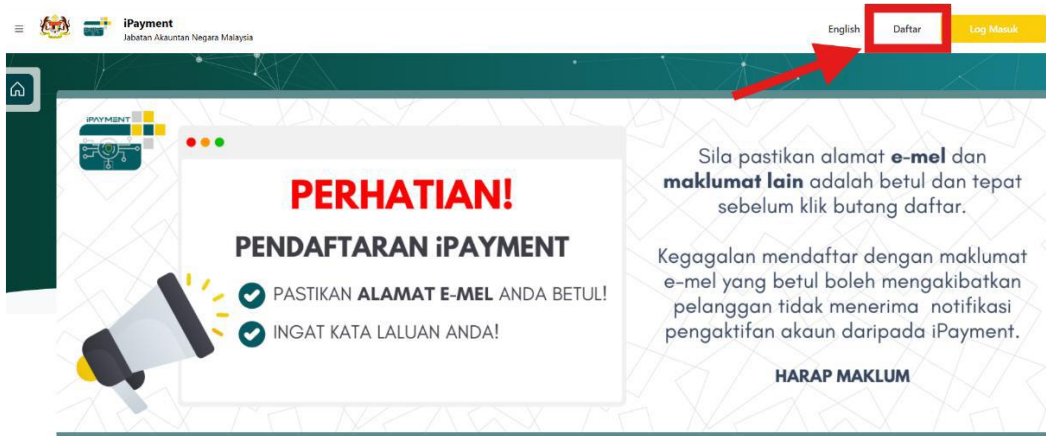 iPayment
Jabatan Akauntan Negara Malaysia
English
Daftar
Log Masuk
iPAYMENT
PERHATIAN!
PENDAFTARAN iPAYMENT
PASTIKAN ALAMAT E-MEL ANDA BETUL!
INGAT KATA LALUAN ANDA!
Sila pastikan alamat e-mel dan
maklumat lain adalah betul dan tepat
sebelum klik butang daftar.
Kegagalan mendaftar dengan maklumat
e-mel yang betul boleh mengakibatkan
pelanggan tidak menerima notifikasi
pengaktifan akaun daripada iPayment.
HARAP MAKLUM